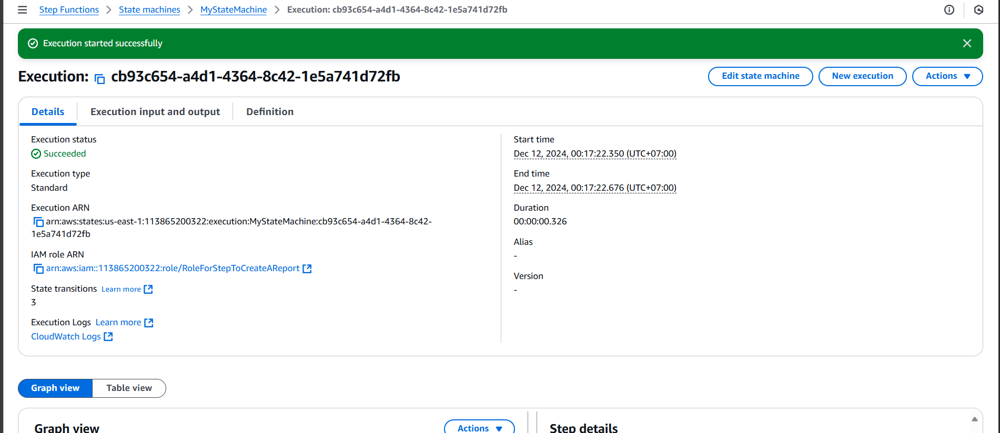 Step Functions > State machines > MyStateMachine > Execution: cb93c654-a4d1-4364-8c42-1e5a741d72fb
Execution started successfully
Execution: cb93c654-a4d1-4364-8c42-1e5a741d72fb
Edit state machine
New execution
Actions
Details
Execution input and output
Definition
Execution status
Succeeded
Execution type
Standard
Execution ARN
arn:aws:states:us-east-1:113865200322:execution:MyStateMachine:cb93c654-a4d1-4364-8c42-
1e5a741d72fb
IAM role ARN
arn:aws:iam::113865200322:role/RoleForStepToCreateAReport
State transitions Learn more
3
Execution Logs Learn more
CloudWatch Logs
Start time
Dec 12, 2024, 00:17:22.350 (UTC+07:00)
End time
Dec 12, 2024, 00:17:22.676 (UTC+07:00)
Duration
00:00:00.326
Alias
-
Version
-
Graph view
Table view
Graph view
Actions
Step details